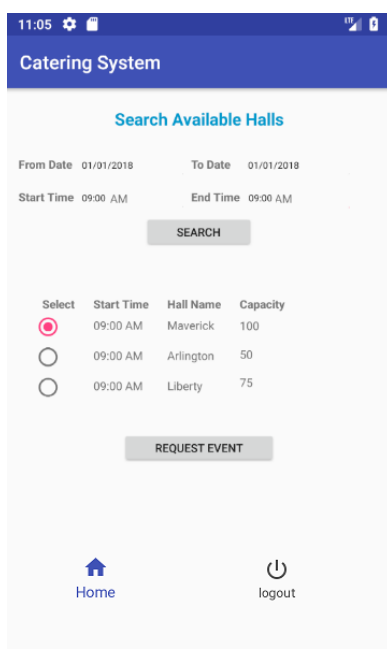 11:05
Catering System
Search Available Halls
From Date 01/01/2018 To Date 01/01/2018
Start Time 09:00 AM End Time 09:00 AM
SEARCH
Select Start Time Hall Name Capacity
09:00 AM Maverick 100
09:00 AM Arlington 50
09:00 AM Liberty 75
REQUEST EVENT
Home logout